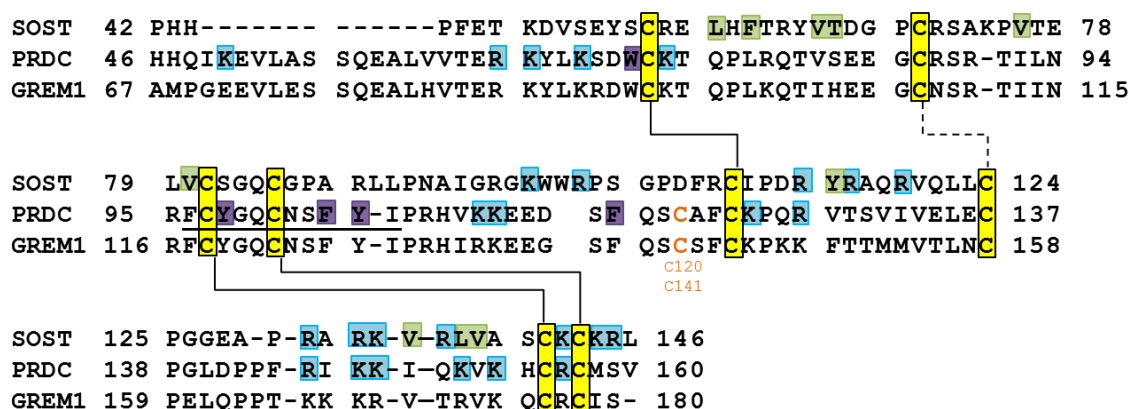 SOST 42 PHH------- ----------PFET KDVSEYSCRE LHFTRYVTDG PCRSAKPVTE 78
PRDC 46 HHQIKEVLAS SQEALVVTER KYLKSDWCKT QPLRQTVSEE GCRSR-TILN 94
GREM1 67 AMPGEEVLES SQEALHVTER KYLKRDWCKT QPLKQTIHEE GCNSR-TIIN 115
SOST 79 LVCSGQCGPA RLLPNAIGRGKWWRPS GPDFRCIPDR YRAQRVQLLC 124
PRDC 95 RFCYGQCNSF Y-IPRHVKKEED SF QSCAFCKPQR VTSVIVELEC 137
GREM1 116 RFCYGQCNSF Y-IPRHIRKEEG SF QSCSFCKPKK FTTMMVTLNC 158
C120
C141
SOST 125 PGGEA-P-RA RK-V-RLVA SCKCKRL 146
PRDC 138 PGLDPPF-RI KK-I-QKVK HCRCMSV 160
GREM1 159 PELQPPT-KK KR-V-TRVK QCRCIS- 180